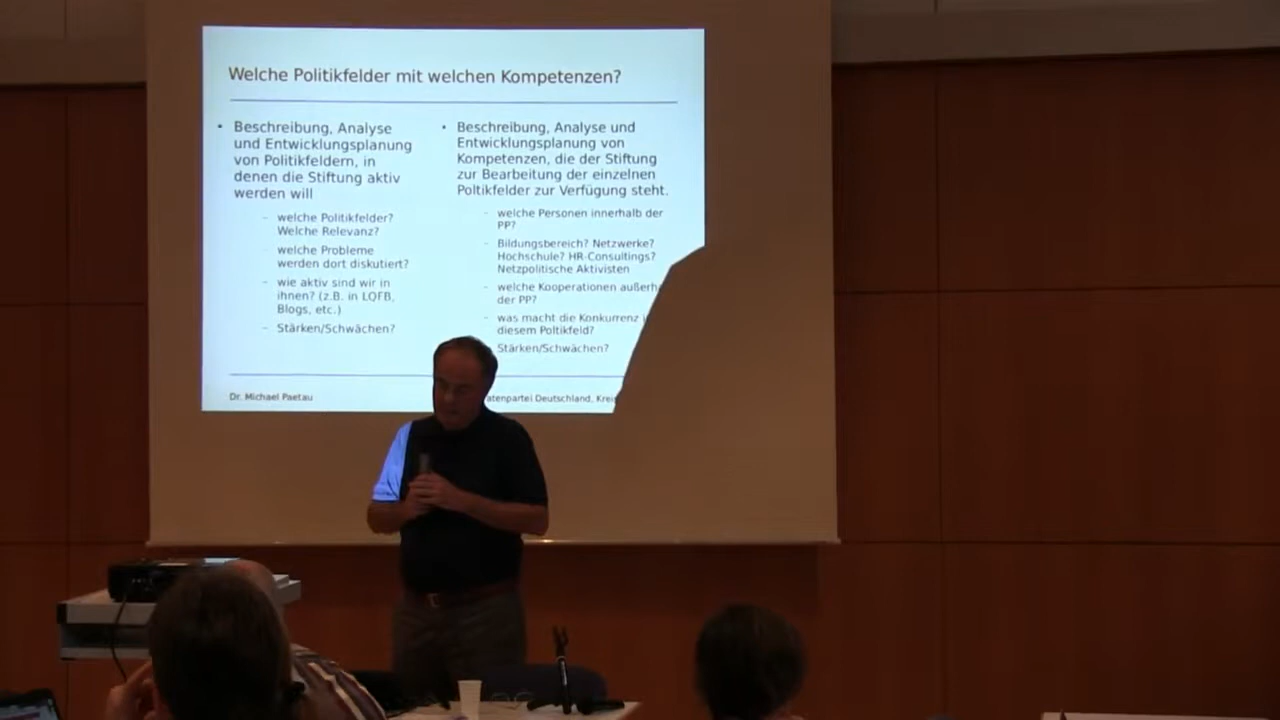 Welche Politikfelder mit welchen Kompetenzen?
• Beschreibung, Analyse
und Entwicklungsplanung
von Politikfeldern, in
denen die Stiftung aktiv
werden will
– welche Politikfelder?
Welche Relevanz?
welche Probleme
werden dort diskutiert?
– wie aktiv sind wir in
ihnen? (z.B. in LQFB,
Blogs, etc.)
– Stärken/Schwächen?
• Beschreibung, Analyse und
Entwicklungsplanung von
Kompetenzen, die der Stiftung
zur Bearbeitung der einzelnen
Poltikfelder zur Verfügung steht.
– welche Personen innerhalb der
PP?
– Bildungsbereich? Netzwerke?
Hochschule? HR-Consultings?
Netzpolitische Aktivisten
– welche Kooperationen außerh
der PP?
– was macht die Konkurrenz i
diesem Poltikfeld?
Stärken/Schwächen?
Dr. Michael Paetau
atenpartei Deutschland, Krei